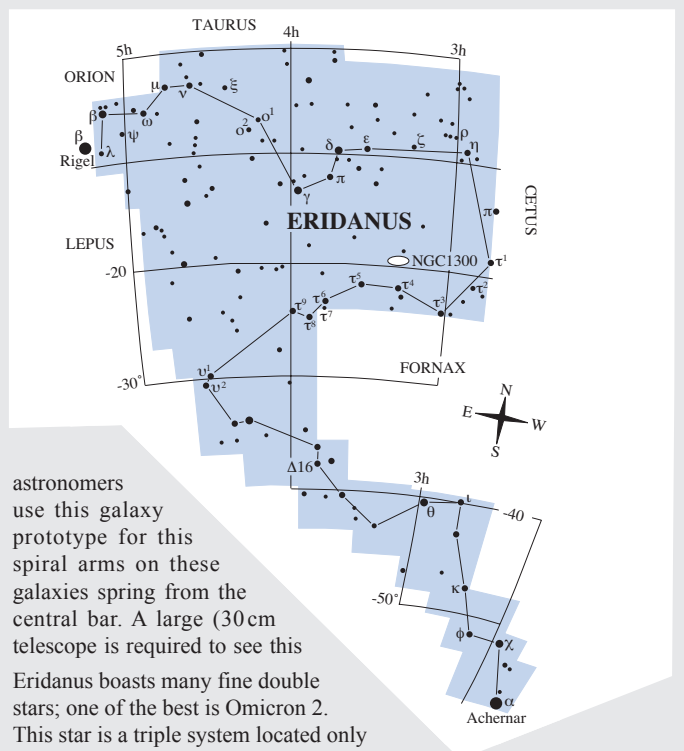 TAURUS
5h
4h
3h
ORION
μ
ν
ξ
β
ω
ο¹
ο²
ψ
ρ
β
λ
δ
ε
ζ
η
Rigel
π
γ
CETUS
ERIDANUS
π
LEPUS
NGC1300
τ¹
-20
τ⁵
τ⁴
τ²
τ⁶
τ³
τ⁹
τ⁷
τ⁸
FORNAX
υ¹
-30°
υ²
N
E
W
S
Δ16
3h
ι
θ
-40
κ
-50°
φ
χ
α
Achernar
astronomers
use this galaxy
prototype for this
spiral arms on these
galaxies spring from the
central bar. A large (30 cm
telescope is required to see this
Eridanus boasts many fine double
stars; one of the best is Omicron 2.
This star is a triple system located only